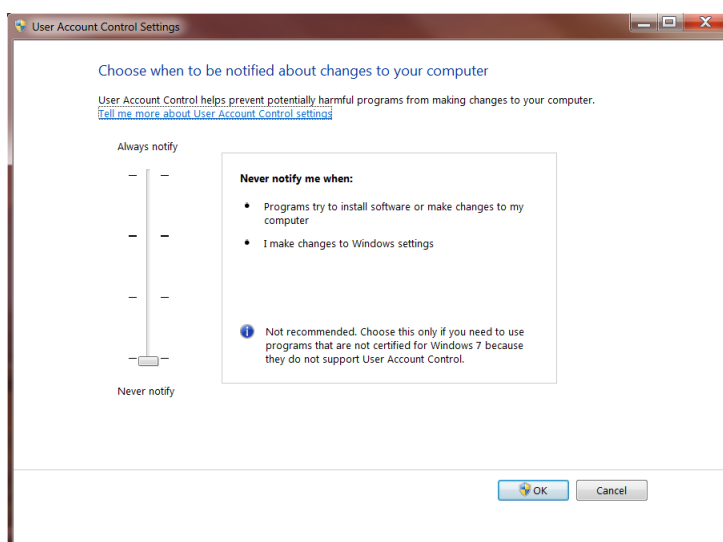 User Account Control Settings
Choose when to be notified about changes to your computer
User Account Control helps prevent potentially harmful programs from making changes to your computer.
Tell me more about User Account Control settings
Always notify
Never notify me when:
• Programs try to install software or make changes to my
computer
• I make changes to Windows settings
Not recommended. Choose this only if you need to use
programs that are not certified for Windows 7 because
they do not support User Account Control.
Never notify
OK
Cancel